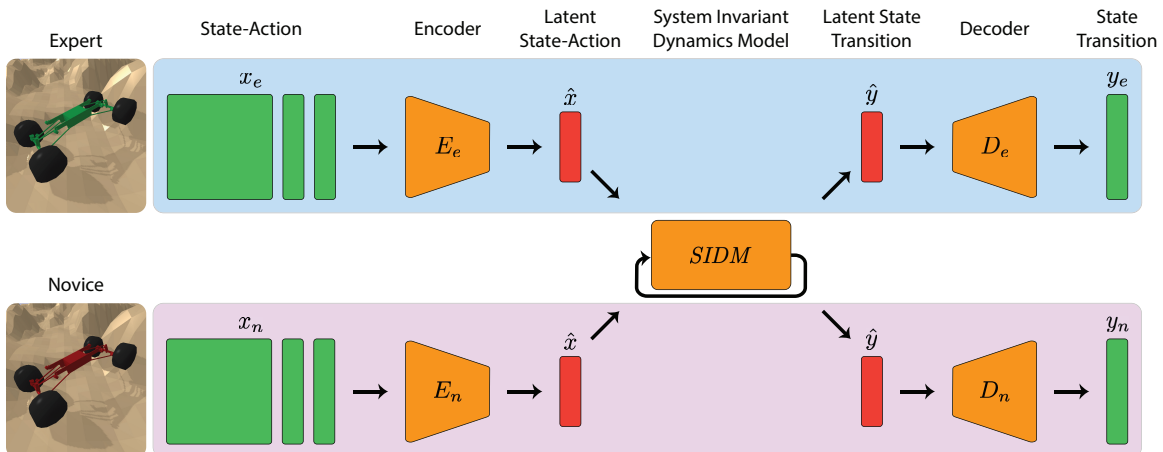 Expert
State-Action
Encoder
Latent
State-Action
System Invariant
Dynamics Model
Latent State
Transition
Decoder
State
Transition
x_e
E_e
x̂
ŷ
D_e
y_e
SIDM
Novice
x_n
E_n
x̂
ŷ
D_n
y_n